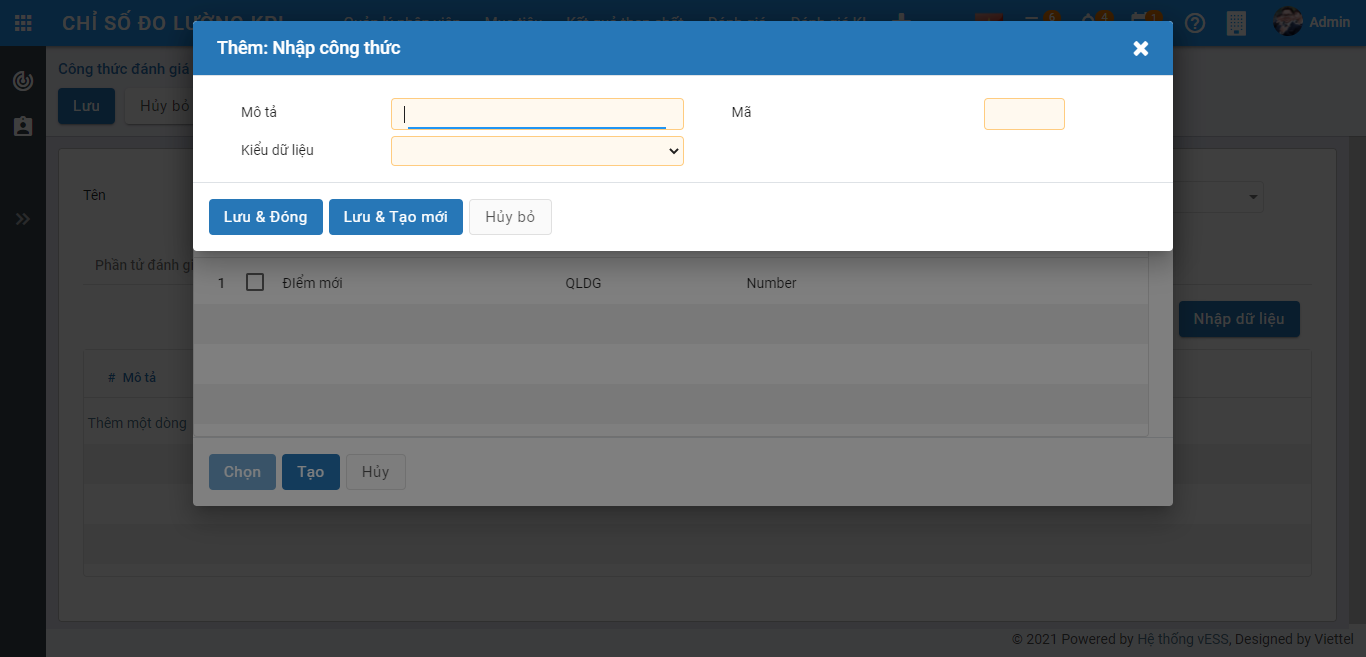 CHỈ SỐ ĐO LƯỜNG KPI
6 4 1 Admin
Thêm: Nhập công thức
Công thức đánh giá
Lưu Hủy bỏ
Mô tả Mã
Kiểu dữ liệu
Tên
Lưu & Đóng Lưu & Tạo mới Hủy bỏ
Phần tử đánh gi
1 ĐIểm mới QLDG Number
Nhập dữ liệu
# Mô tả
Thêm một dòng
Chọn Tạo Hủy
© 2021 Powered by Hệ thống vESS, Designed by Viettel